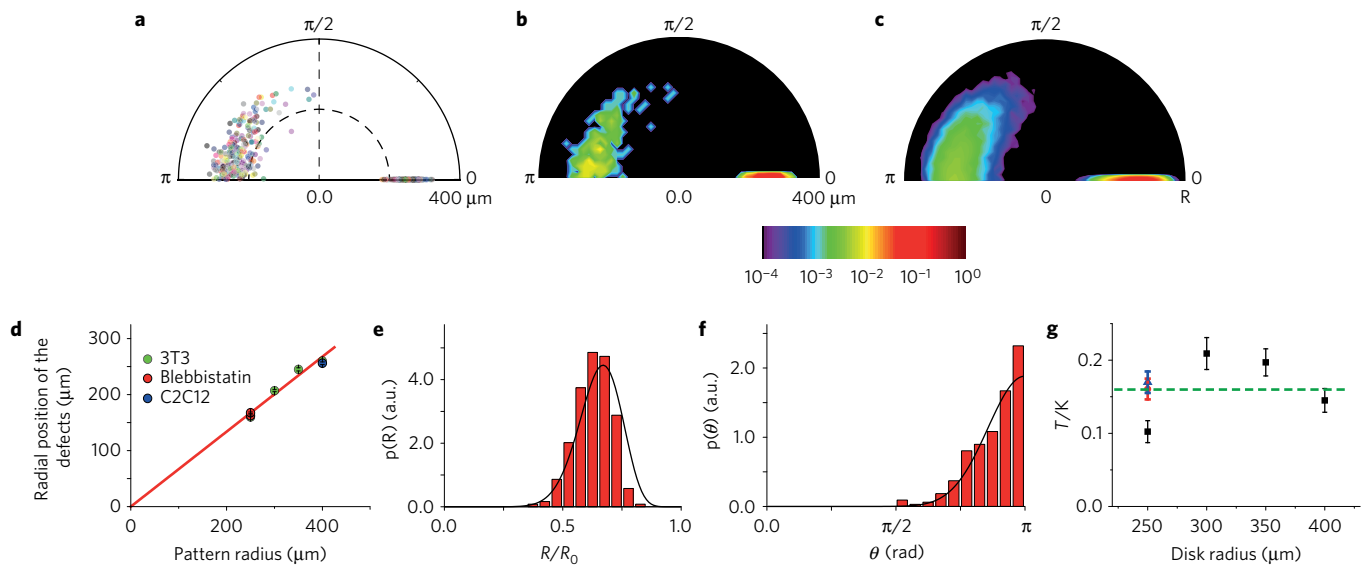 a
π/2
π
0
0.0
400 μm
b
π/2
π
0
0.0
400 μm
c
π/2
π
0
0
R
10⁻⁴
10⁻³
10⁻²
10⁻¹
10⁰
d
Radial position of the
defects (μm)
300
200
100
0
3T3
Blebbistatin
C2C12
0
200
400
Pattern radius (μm)
e
p(R) (a.u.)
4.0
2.0
0.0
0.0
0.5
1.0
R/R₀
f
p(θ) (a.u.)
2.0
1.0
0.0
0.0
π/2
π
θ (rad)
g
T/K
0.2
0.1
0.0
250
300
350
400
Disk radius (μm)